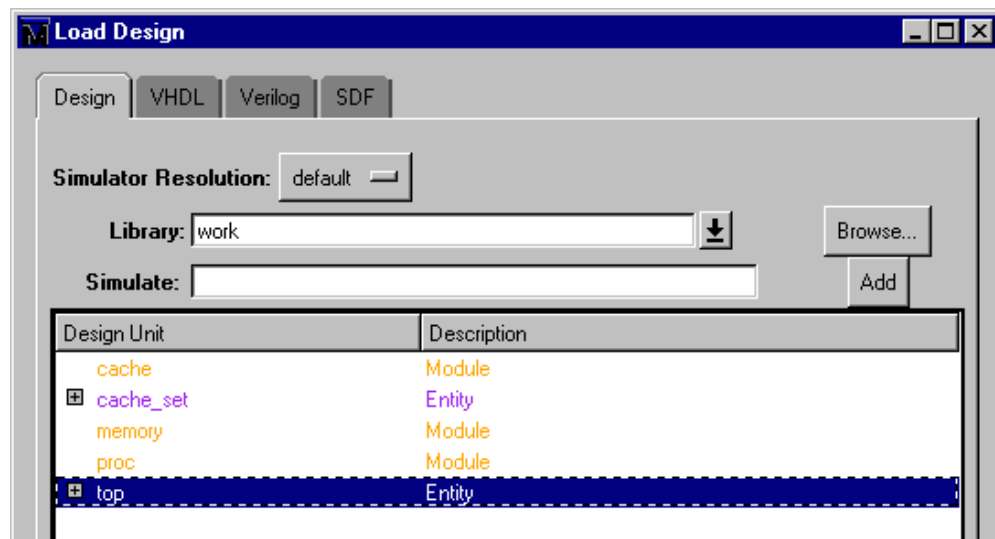 Load Design
Design VHDL Verilog SDF
Simulator Resolution: default
Library: work Browse...
Simulate: Add
Design Unit Description
cache Module
cache_set Entity
memory Module
proc Module
top Entity